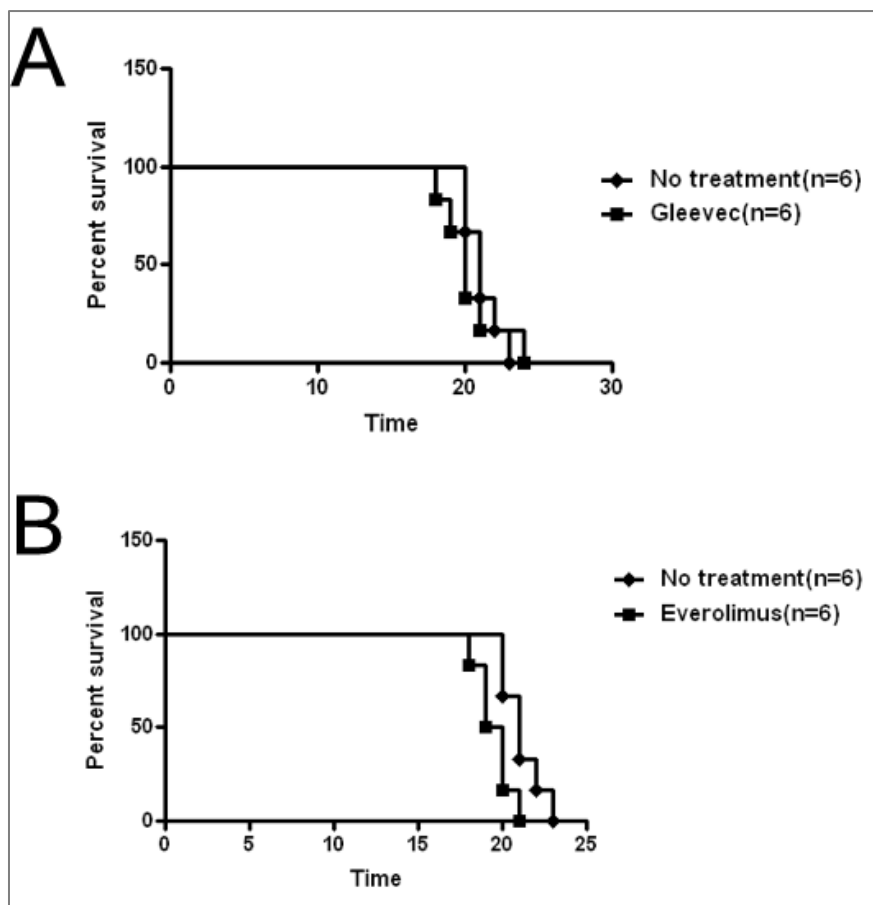 A
150
100
50
0
Percent survival
0 10 20 30
Time
No treatment(n=6)
Gleevec(n=6)
B
150
100
50
0
Percent survival
0 5 10 15 20 25
Time
No treatment(n=6)
Everolimus(n=6)